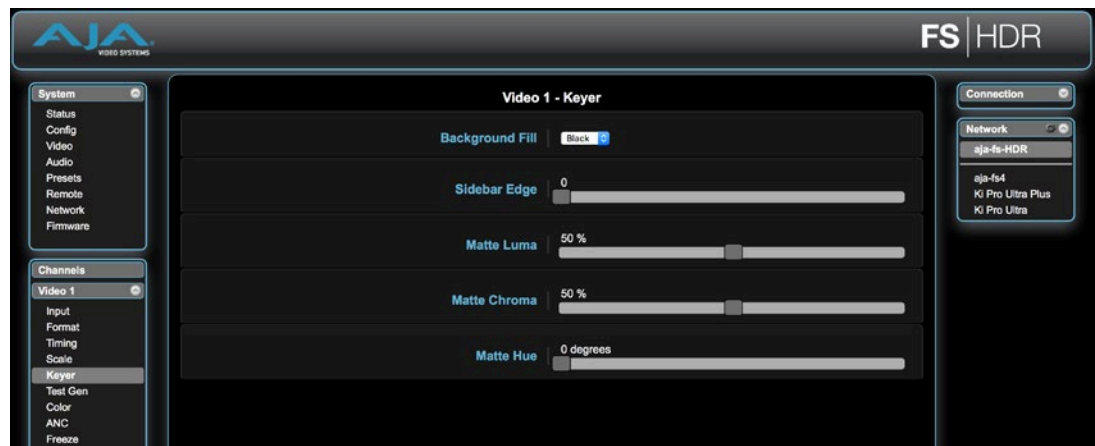 AJA
VIDEO SYSTEMS
FS HDR
System
Status
Config
Video
Audio
Presets
Remote
Network
Firmware
Channels
Video 1
Input
Format
Timing
Scale
Keyer
Test Gen
Color
ANC
Freeze
Video 1 - Keyer
Background Fill Black
Sidebar Edge 0
Matte Luma 50 %
Matte Chroma 50 %
Matte Hue 0 degrees
Connection
Network
aja-fs-HDR
aja-fs4
Ki Pro Ultra Plus
Ki Pro Ultra